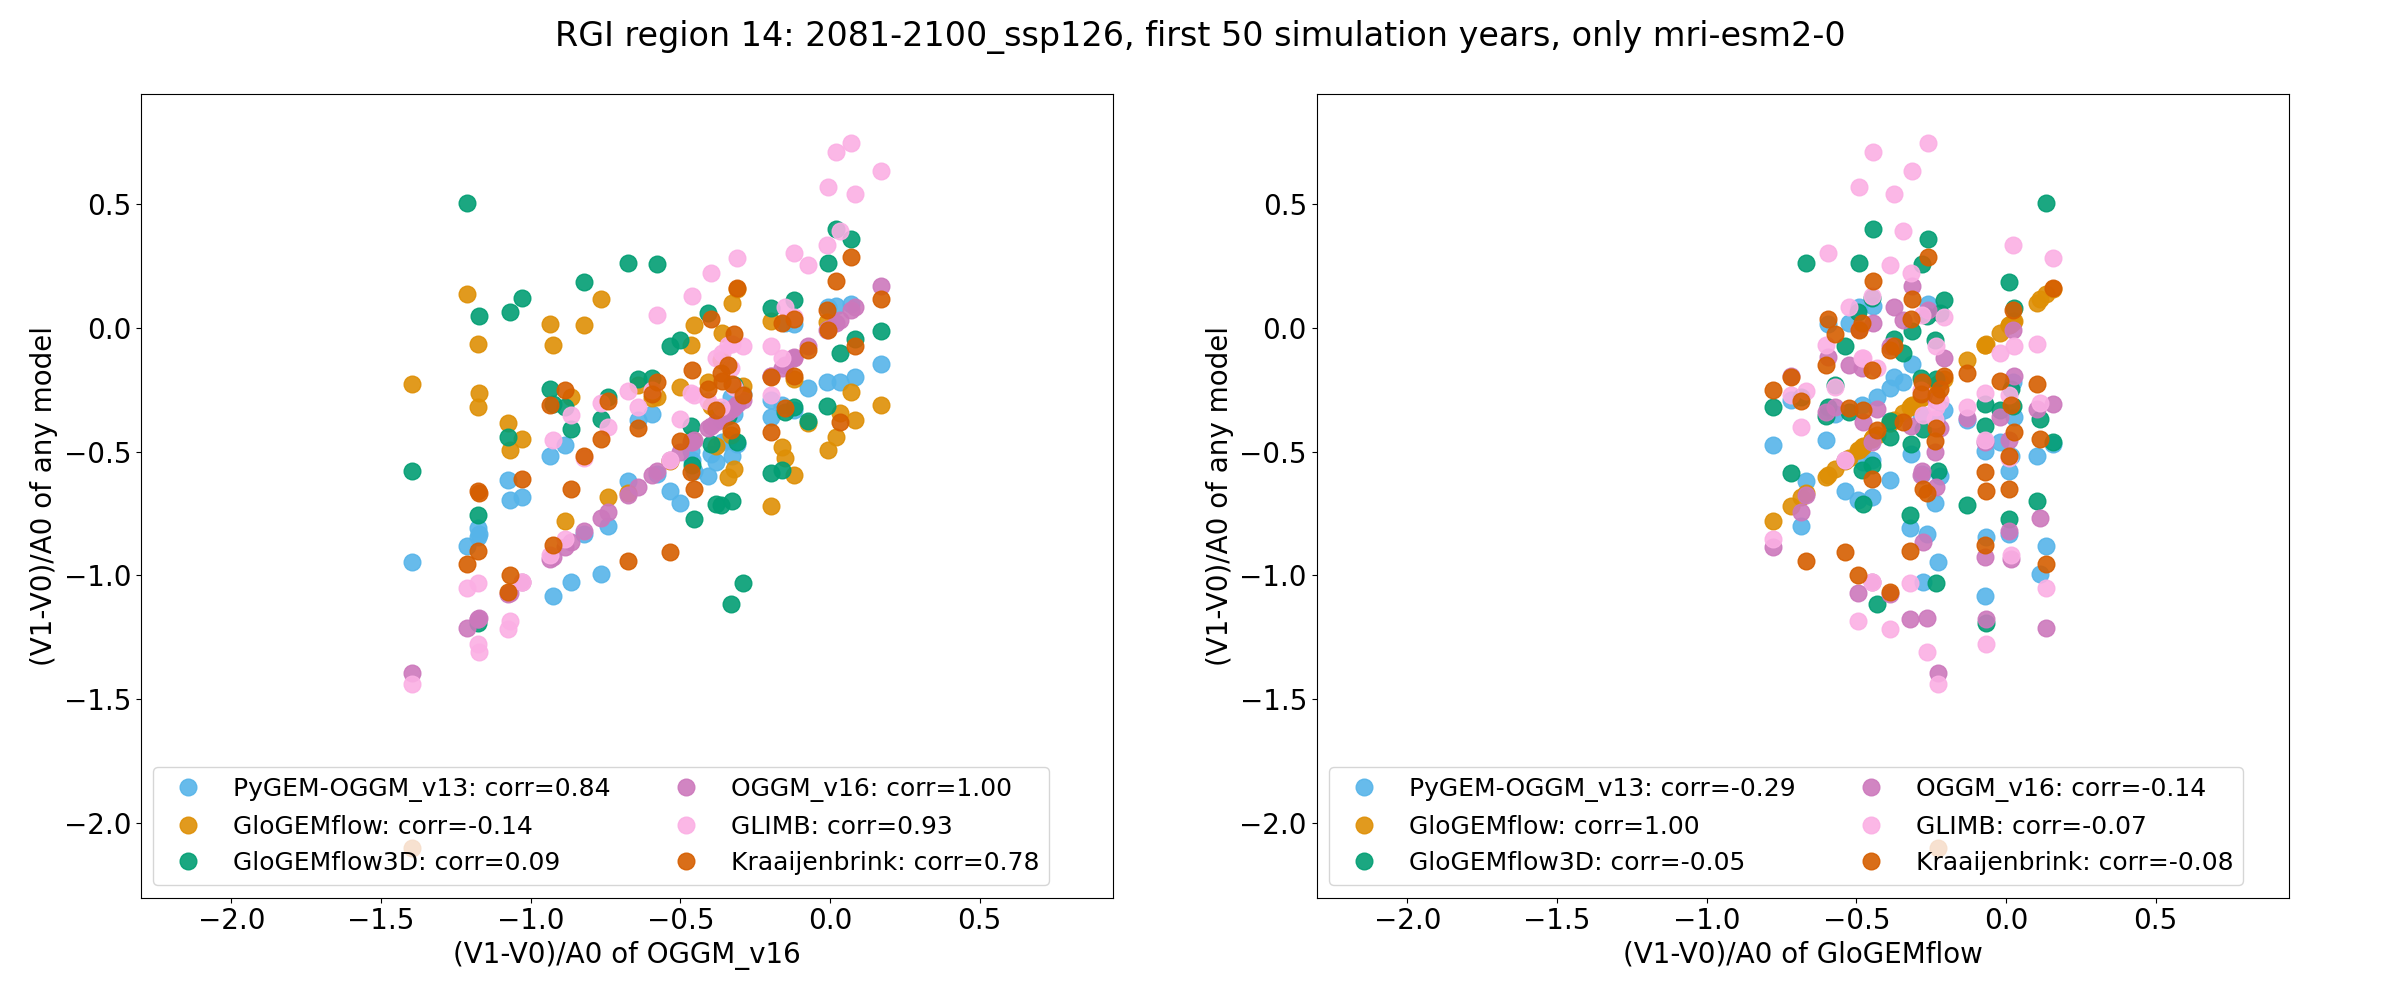 RGI region 14: 2081-2100_ssp126, first 50 simulation years, only mri-esm2-0
(V1-V0)/A0 of any model
0.5
0.0
−0.5
−1.0
−1.5
−2.0
PyGEM-OGGM_v13: corr=0.84
GloGEMflow: corr=-0.14
GloGEMflow3D: corr=0.09
OGGM_v16: corr=1.00
GLIMB: corr=0.93
Kraaijenbrink: corr=0.78
−2.0 −1.5 −1.0 −0.5 0.0 0.5
(V1-V0)/A0 of OGGM_v16
(V1-V0)/A0 of any model
0.5
0.0
−0.5
−1.0
−1.5
−2.0
PyGEM-OGGM_v13: corr=-0.29
GloGEMflow: corr=1.00
GloGEMflow3D: corr=-0.05
OGGM_v16: corr=-0.14
GLIMB: corr=-0.07
Kraaijenbrink: corr=-0.08
−2.0 −1.5 −1.0 −0.5 0.0 0.5
(V1-V0)/A0 of GloGEMflow